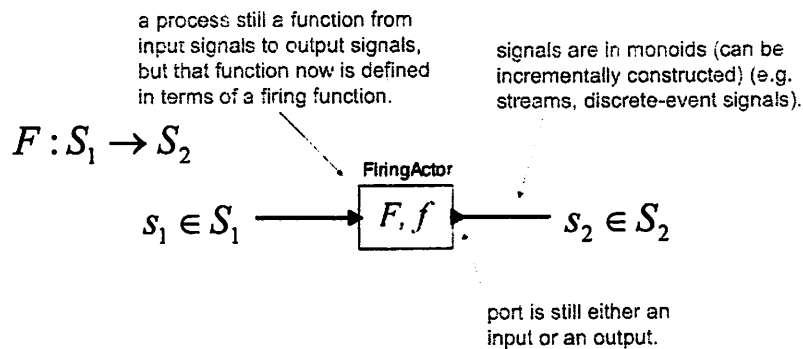 a process still a function from
input signals to output signals,
but that function now is defined
in terms of a firing function.
signals are in monoids (can be
incrementally constructed) (e.g.
streams, discrete-event signals).
F : S₁ → S₂
FiringActor
s₁ ∈ S₁
F, f
s₂ ∈ S₂
port is still either an
input or an output.